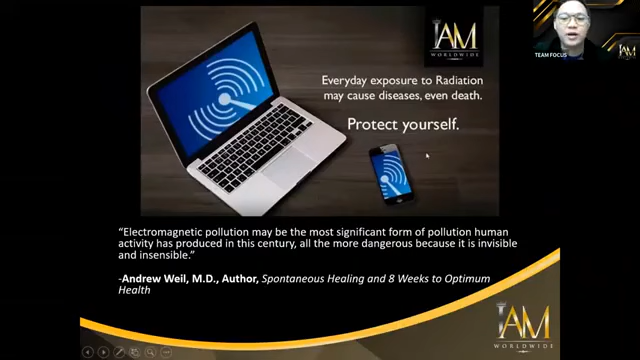 IAM
WORLDWIDE
Everyday exposure to Radiation
may cause diseases, even death.
Protect yourself.
“Electromagnetic pollution may be the most significant form of pollution human
activity has produced in this century, all the more dangerous because it is invisible
and insensible.”
-Andrew Weil, M.D., Author, Spontaneous Healing and 8 Weeks to Optimum
Health
IAM
WORLDWIDE
TEAM FOCUS
IAM